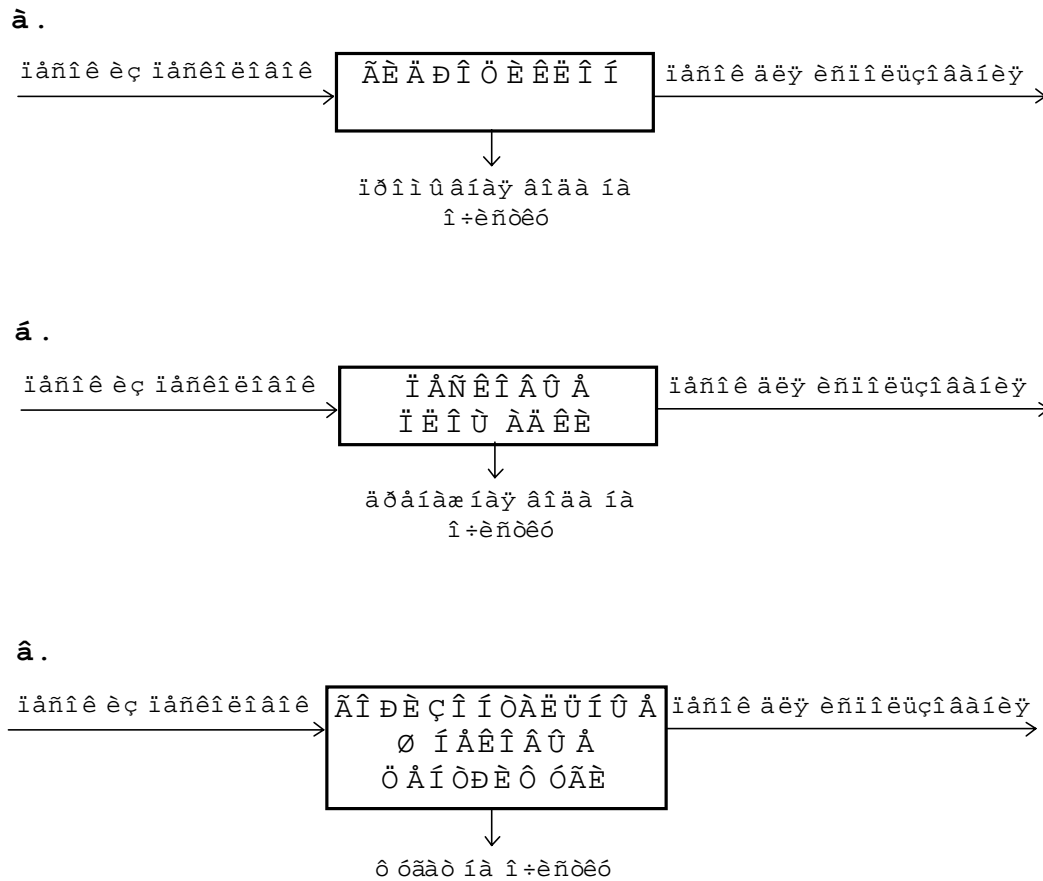 à.
ïåñîê èç ïåñêîëîâîê
ÃÈÄÐÎÖÈÊËÎÍ
ïåñîê äëÿ èñïîëüçîâàíèÿ
ïðîìûâíàÿ âîäà íà
î÷èñòêó
á.
ïåñîê èç ïåñêîëîâîê
ÏÅÑÊÎÂÛÅ
ÏËÎÙÀÄÊÈ
ïåñîê äëÿ èñïîëüçîâàíèÿ
äðåíàæíàÿ âîäà íà
î÷èñòêó
â.
ïåñîê èç ïåñêîëîâîê
ÃÎÐÈÇÎÍÒÀËÜÍÛÅ
ØÍÅÊÎÂÛÅ
ÖÅÍÒÐÈÔÓÃÈ
ïåñîê äëÿ èñïîëüçîâàíèÿ
ôóãàò íà î÷èñòêó